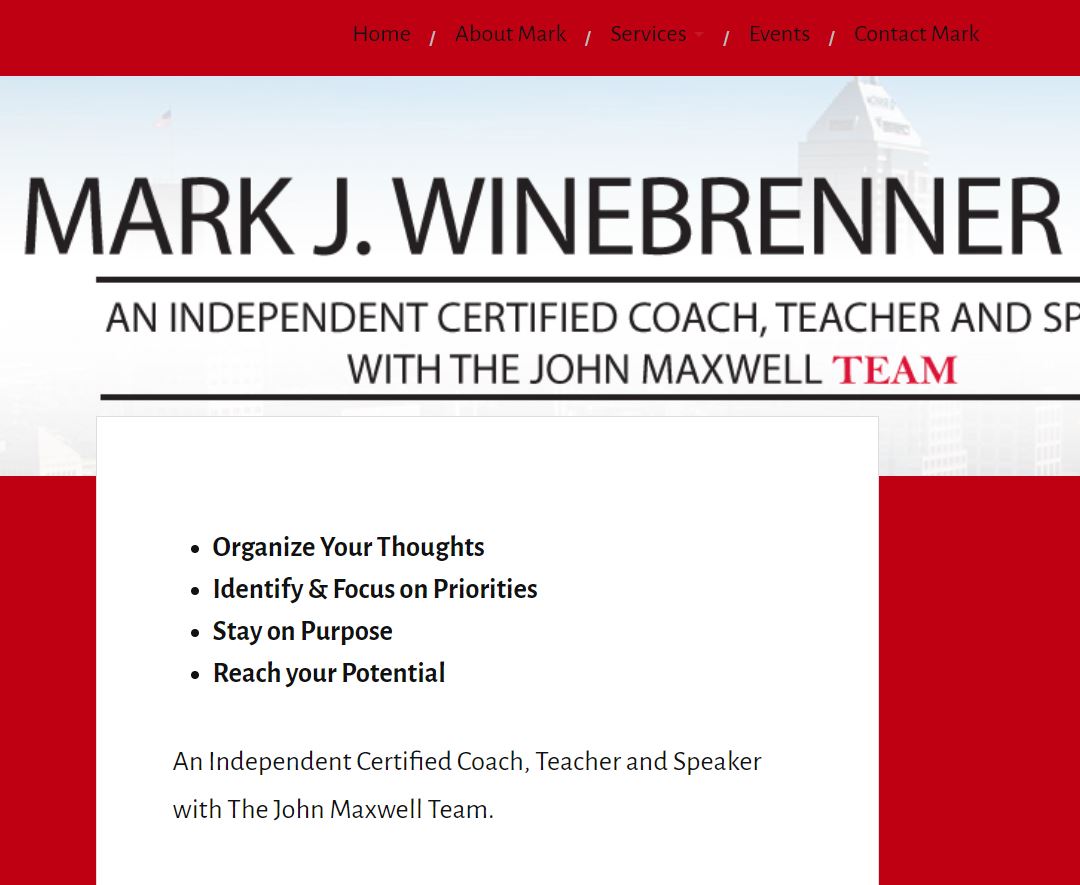 Home / About Mark / Services / Events / Contact Mark
MARK J. WINEBRENNER
AN INDEPENDENT CERTIFIED COACH, TEACHER AND SP
WITH THE JOHN MAXWELL TEAM
• Organize Your Thoughts
• Identify & Focus on Priorities
• Stay on Purpose
• Reach your Potential
An Independent Certified Coach, Teacher and Speaker
with The John Maxwell Team.